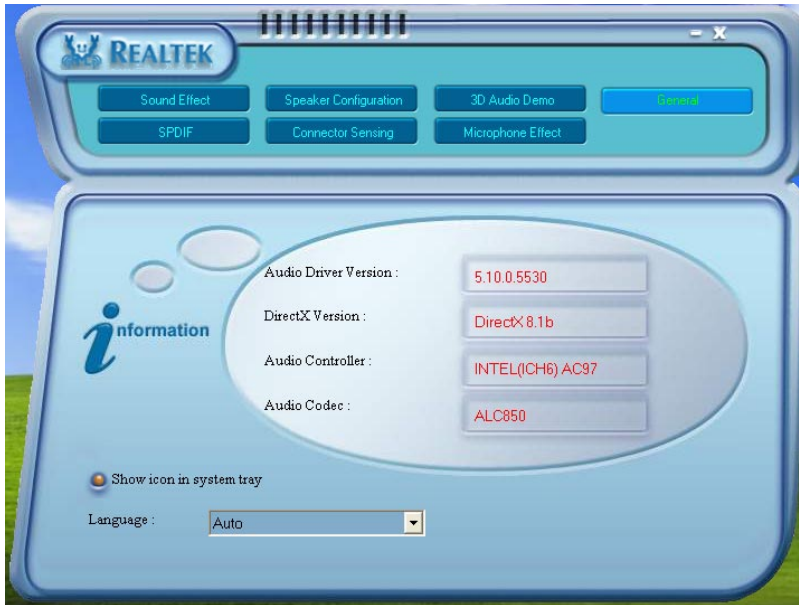 REALTEK
- X
Sound Effect
Speaker Configuration
3D Audio Demo
General
SPDIF
Connector Sensing
Microphone Effect
information
Audio Driver Version :
5.10.0.5530
DirectX Version :
DirectX 8.1b
Audio Controller :
INTEL(ICH6) AC97
Audio Codec :
ALC850
Show icon in system tray
Language :
Auto